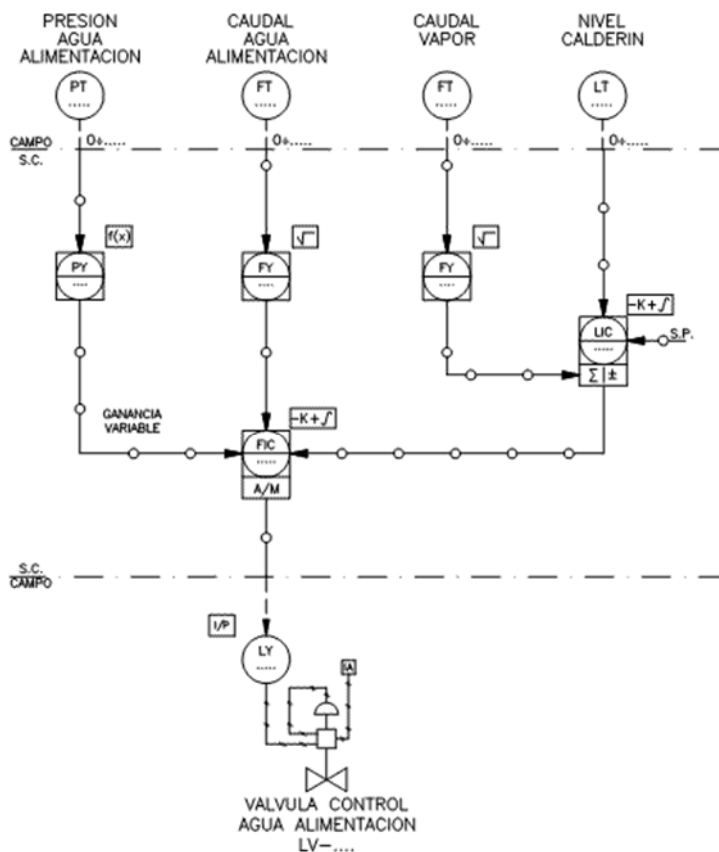 PRESION
AGUA
ALIMENTACION
CAUDAL
AGUA
ALIMENTACION
CAUDAL
VAPOR
NIVEL
CALDERIN
PT
.....
FT
.....
FT
.....
LT
.....
CAMPO
S.C.
0÷.....
0÷.....
0÷.....
0÷.....
f(x)
√
√
PY
....
FY
....
FY
....
-K+∫
LIC
.....
S.P.
Σ | ±
GANANCIA
VARIABLE
-K+∫
FIC
.....
A/M
S.C.
CAMPO
I/P
LY
.....
IA
VALVULA CONTROL
AGUA ALIMENTACION
LV-....